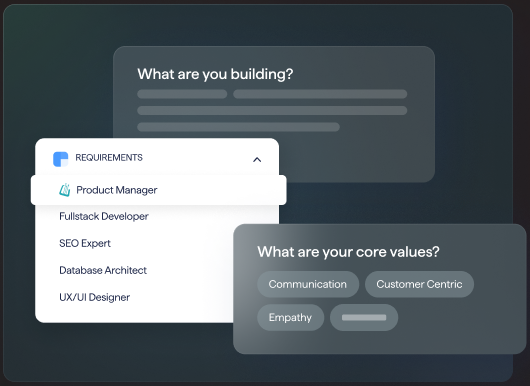 What are you building?
REQUIREMENTS
Product Manager
Fullstack Developer
SEO Expert
Database Architect
UX/UI Designer
What are your core values?
Communication
Customer Centric
Empathy